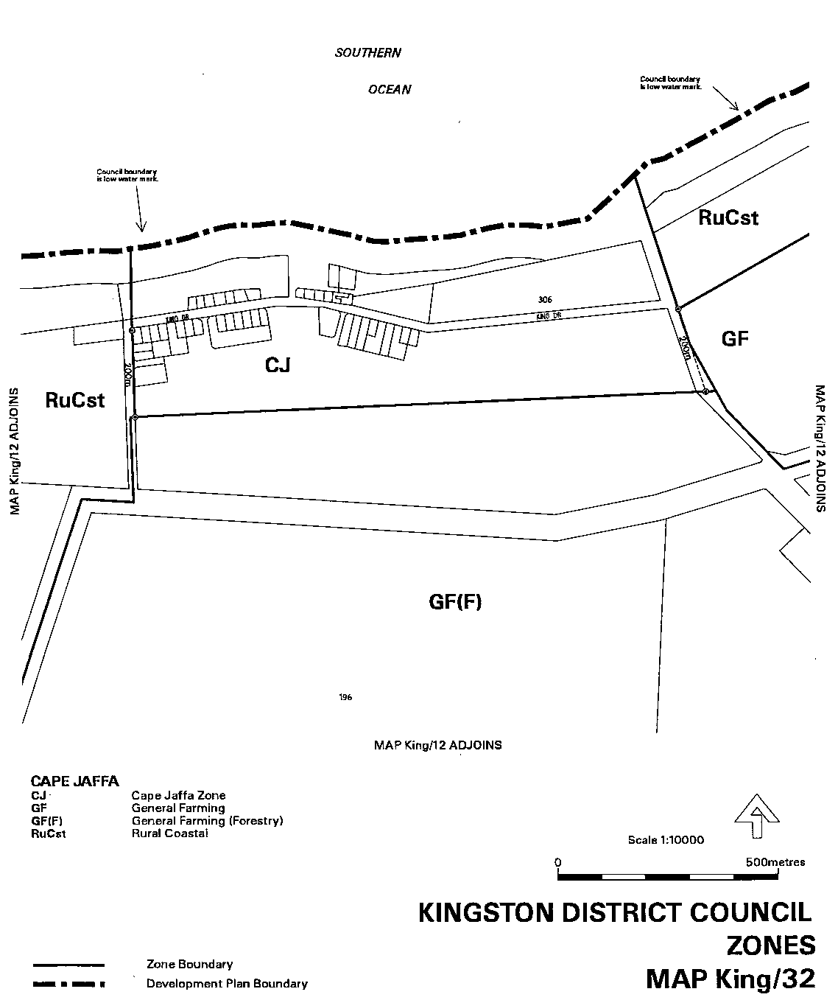 SOUTHERN
OCEAN
Council boundary
is low water mark.
Council boundary
is low water mark.
RuCst
306
KING DR
KING DR
GF
200m
CJ
200m
RuCst
MAP King/12 ADJOINS
MAP King/12 ADJOINS
GF(F)
196
MAP King/12 ADJOINS
CAPE JAFFA
CJ Cape Jaffa Zone
GF General Farming
GF(F) General Farming (Forestry)
RuCst Rural Coastal
Scale 1:10000
0 500metres
KINGSTON DISTRICT COUNCIL
ZONES
MAP King/32
Zone Boundary
Development Plan Boundary